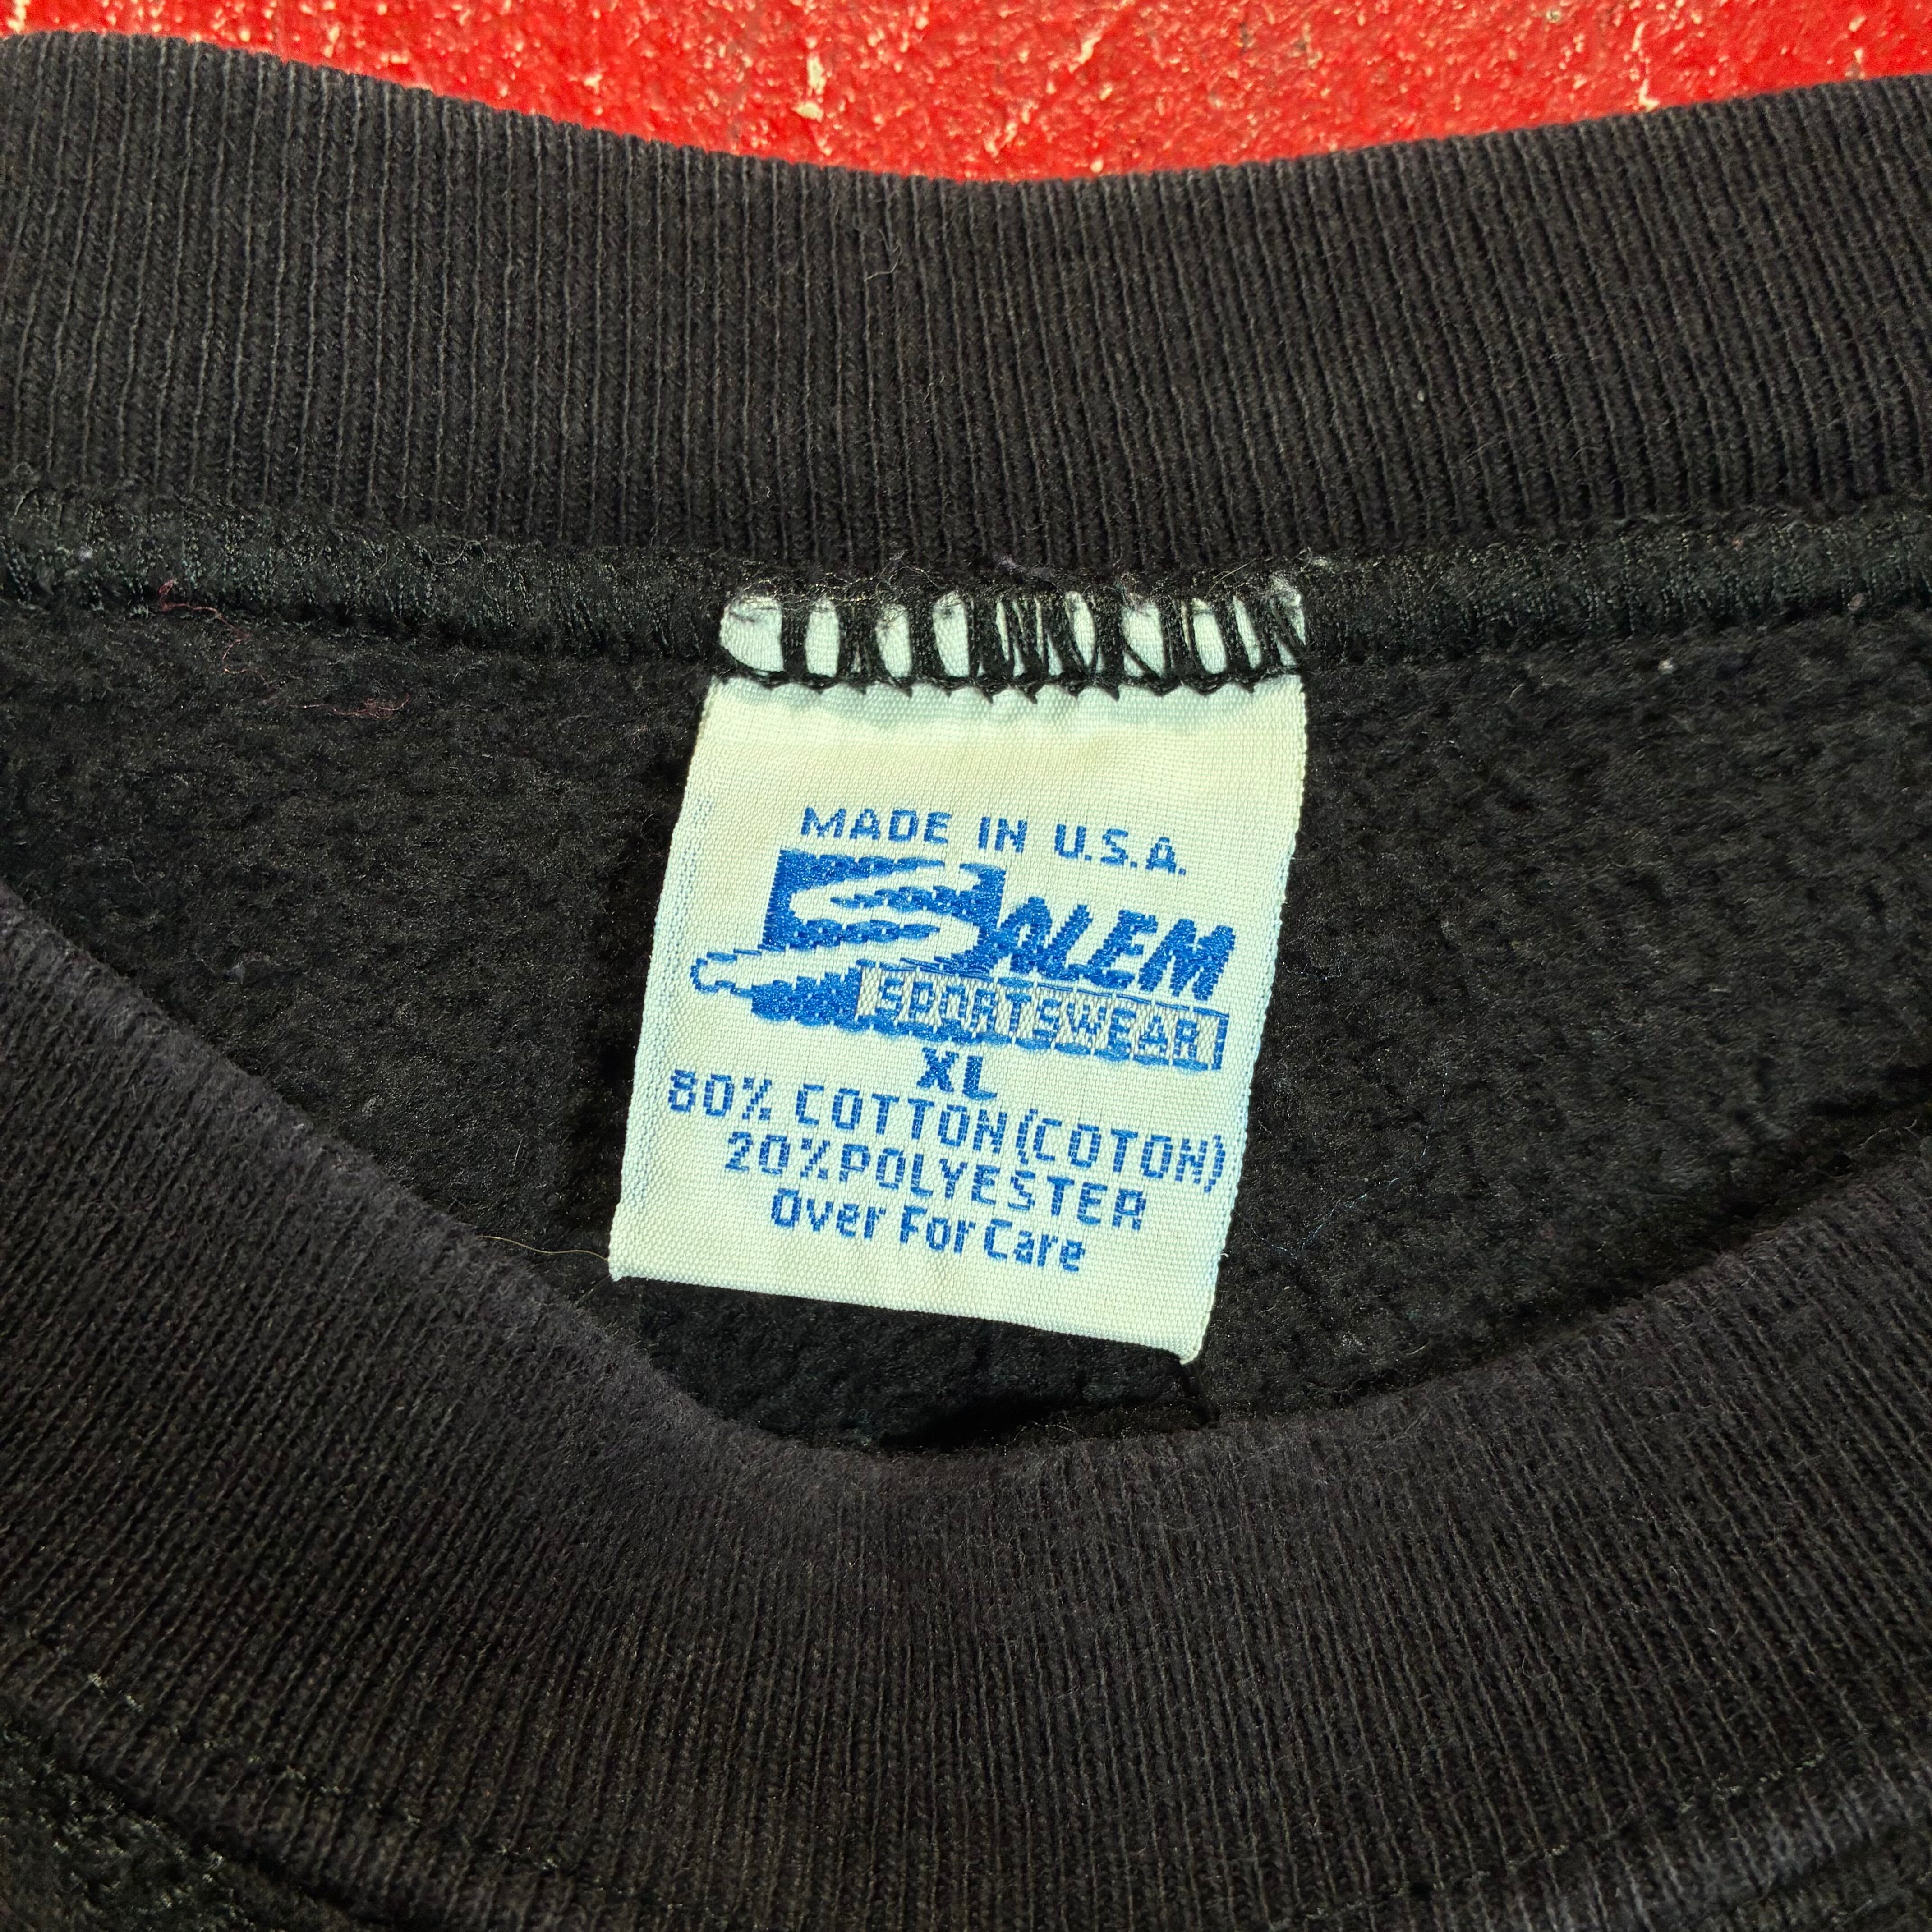 MADE IN U.S.A.
SALEM
SPORTSWEAR
XL
80% COTTON (COTON)
20% POLYESTER
Over For Care